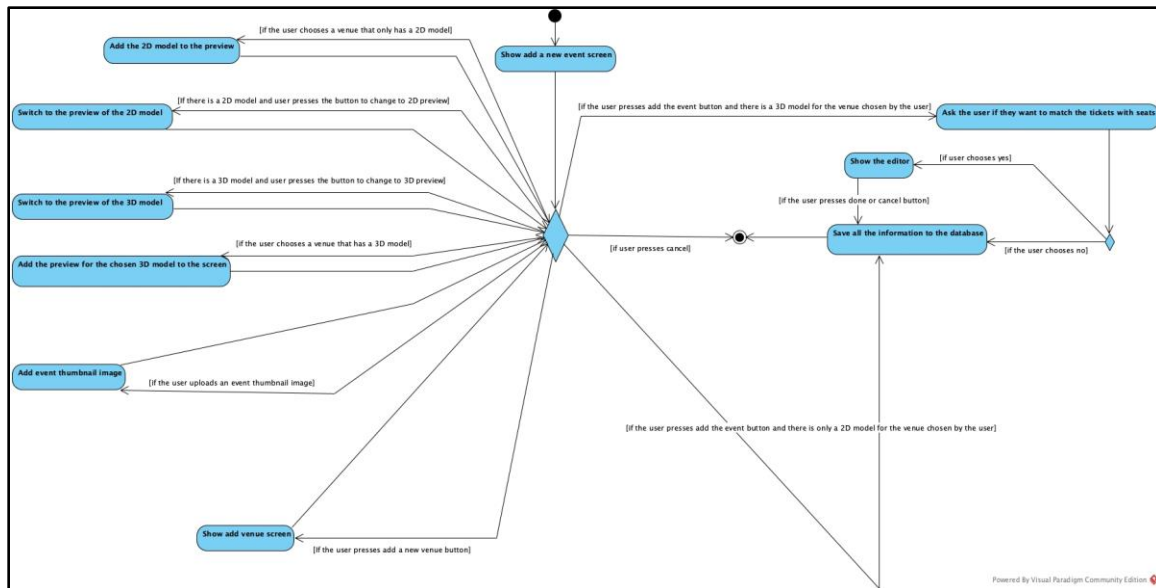 [if the user chooses a venue that only has a 2D model]
Add the 2D model to the preview
Show add a new event screen
[If there is a 2D model and user presses the button to change to 2D preview]
Switch to the preview of the 2D model
[if the user presses add the event button and there is a 3D model for the venue chosen by the user]
Ask the user if they want to match the tickets with seats
Show the editor
[if user chooses yes]
[If there is a 3D model and user presses the button to change to 3D preview]
Switch to the preview of the 3D model
[if the user presses done or cancel button]
Save all the information to the database
[if the user chooses a venue that has a 3D model]
[if user presses cancel]
[if the user chooses no]
Add the preview for the chosen 3D model to the screen
Add event thumbnail image
[if the user uploads an event thumbnail image]
[if the user presses add the event button and there is only a 2D model for the venue chosen by the user]
Show add venue screen
[If the user presses add a new venue button]
Powered By Visual Paradigm Community Edition